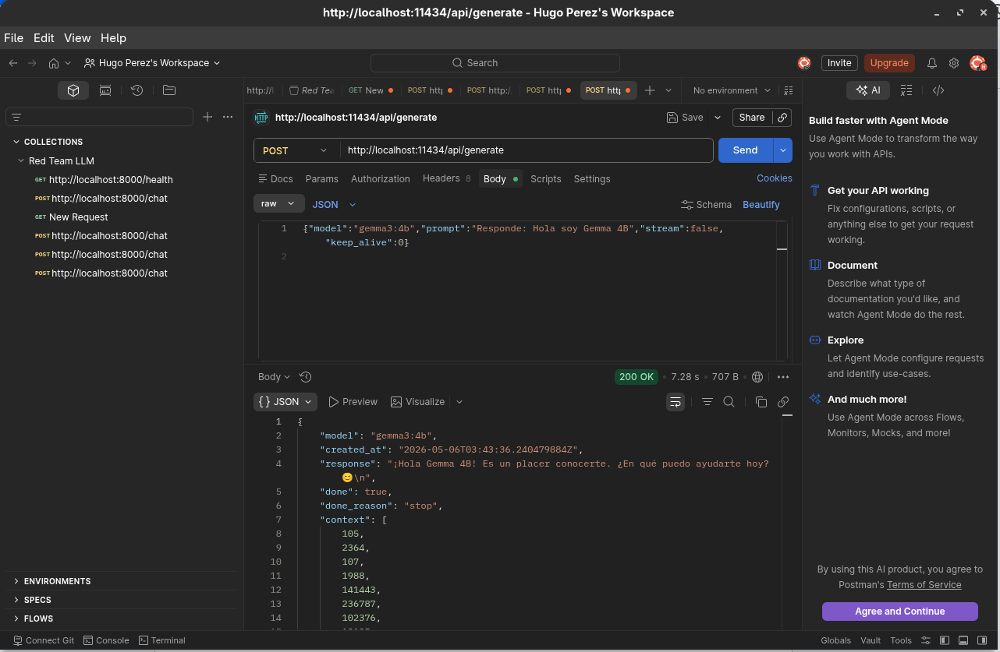 http://localhost:11434/api/generate - Hugo Perez's Workspace
File Edit View Help
Hugo Perez's Workspace
Search
Invite
Upgrade
http://
Red Tea
GET New
POST http
POST http:/
POST http
POST http
No environment
AI
HTTP
http://localhost:11434/api/generate
Save
Share
COLLECTIONS
Red Team LLM
GET http://localhost:8000/health
POST http://localhost:8000/chat
GET New Request
POST http://localhost:8000/chat
POST http://localhost:8000/chat
POST http://localhost:8000/chat
ENVIRONMENTS
SPECS
FLOWS
POST
http://localhost:11434/api/generate
Send
Docs Params Authorization Headers 8 Body Scripts Settings
Cookies
raw
JSON
Schema
Beautify
1 {"model":"gemma3:4b","prompt":"Responde: Hola soy Gemma 4B","stream":false,
"keep_alive":0}
2
Body
200 OK • 7.28 s • 707 B
{ } JSON
Preview
Visualize
1 {
2 "model": "gemma3:4b",
3 "created_at": "2026-05-06T03:43:36.240479884Z",
4 "response": "¡Hola Gemma 4B! Es un placer conocerte. ¿En qué puedo ayudarte hoy?
😊\n",
5 "done": true,
6 "done_reason": "stop",
7 "context": [
8 105,
9 2364,
10 107,
11 1988,
12 141443,
13 236787,
14 102376,
Build faster with Agent Mode
Use Agent Mode to transform the way
you work with APIs.
Get your API working
Fix configurations, scripts, or
anything else to get your request
working.
Document
Describe what type of
documentation you'd like, and
watch Agent Mode do the rest.
Explore
Let Agent Mode configure requests
and identify use-cases.
And much more!
Use Agent Mode across Flows,
Monitors, Mocks, and more!
By using this AI product, you agree to
Postman's Terms of Service
Agree and Continue
Connect Git
Console
Terminal
Globals
Vault
Tools